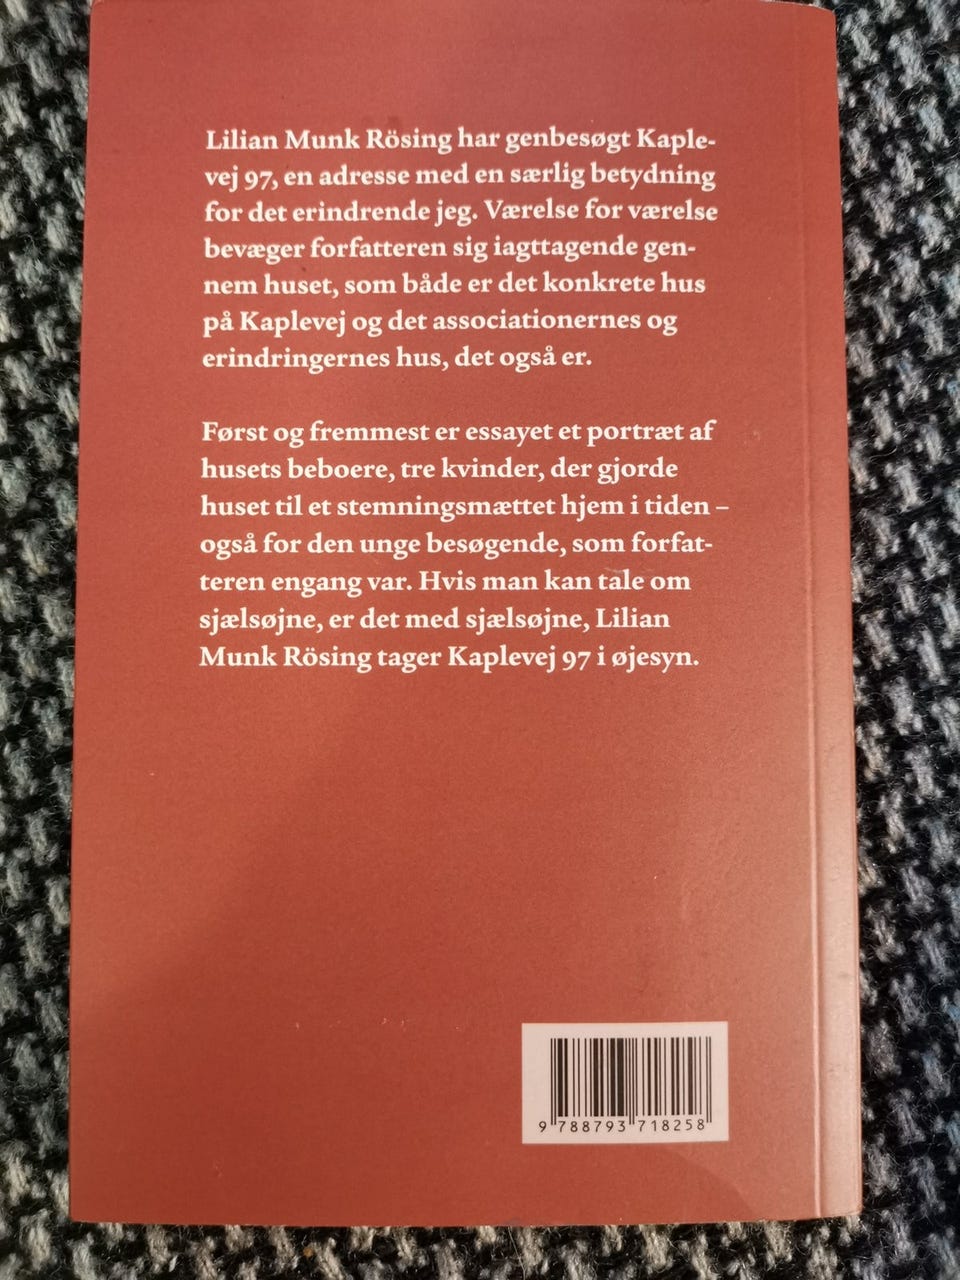 Lilian Munk Rösing har genbesøgt Kaple-
vej 97, en adresse med en særlig betydning
for det erindrende jeg. Værelse for værelse
bevæger forfatteren sig iagttagende gen-
nem huset, som både er det konkrete hus
på Kaplevej og det associationernes og
erindringernes hus, det også er.
Først og fremmest er essayet et portræt af
husets beboere, tre kvinder, der gjorde
huset til et stemningsmættet hjem i tiden –
også for den unge besøgende, som forfat-
teren engang var. Hvis man kan tale om
sjælsøjne, er det med sjælsøjne, Lilian
Munk Rösing tager Kaplevej 97 i øjesyn.
9 788793 718258